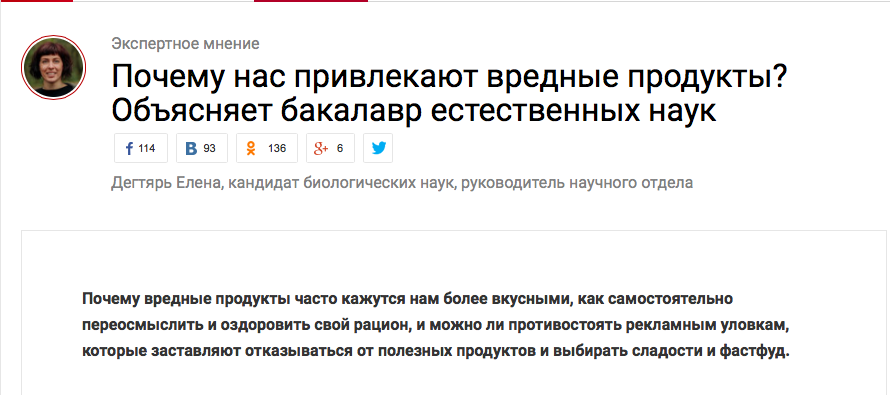 Экспертное мнение
Почему нас привлекают вредные продукты?
Объясняет бакалавр естественных наук
114 93 136 6
Дегтярь Елена, кандидат биологических наук, руководитель научного отдела
Почему вредные продукты часто кажутся нам более вкусными, как самостоятельно
переосмыслить и оздоровить свой рацион, и можно ли противостоять рекламным уловкам,
которые заставляют отказываться от полезных продуктов и выбирать сладости и фастфуд.